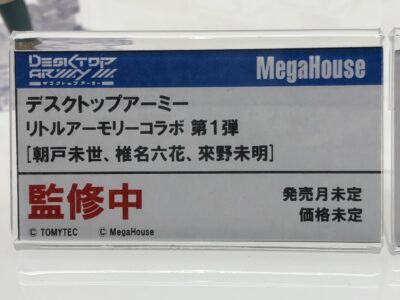 DESKTOP ARMY
デスクトップアーミー
MegaHouse
デスクトップアーミー
リトルアーモリーコラボ 第1弾
[朝戸未世、椎名六花、來野未明]
監修中
発売月未定
価格未定
© TOMYTEC © MegaHouse